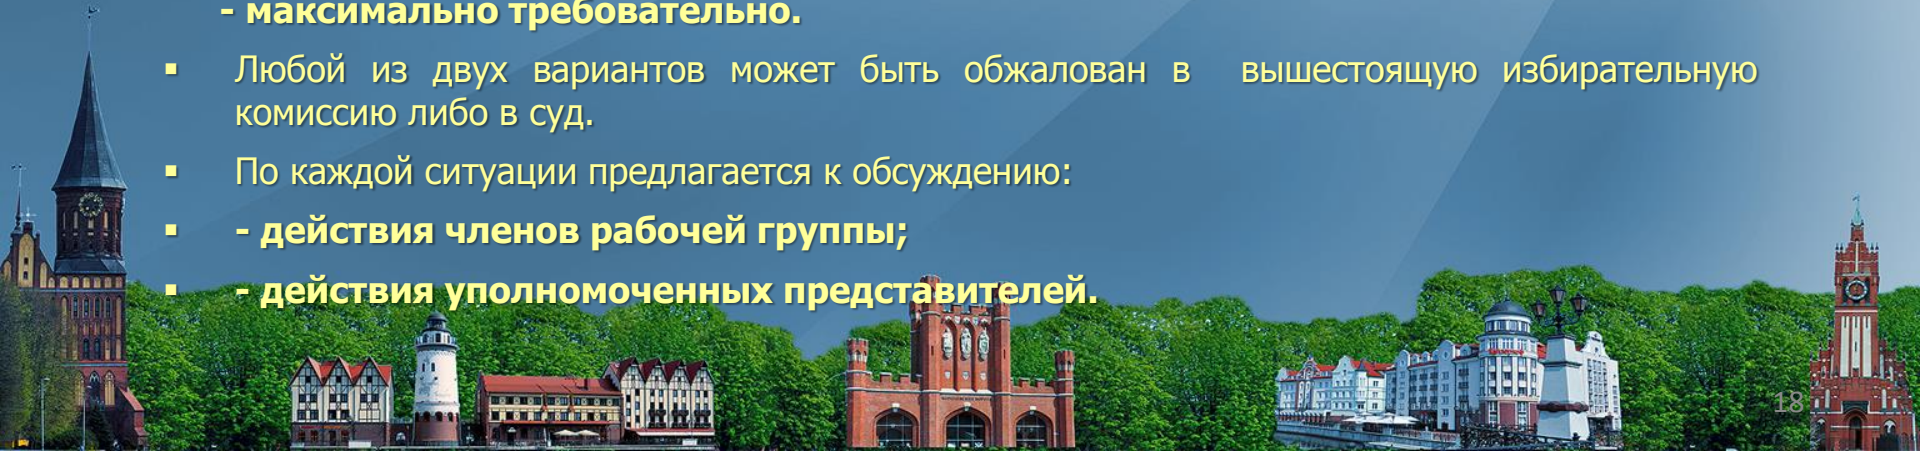 - максимально требовательно.
▪ Любой из двух вариантов может быть обжалован в вышестоящую избирательную
комиссию либо в суд.
▪ По каждой ситуации предлагается к обсуждению:
▪ - действия членов рабочей группы;
▪ - действия уполномоченных представителей.
18